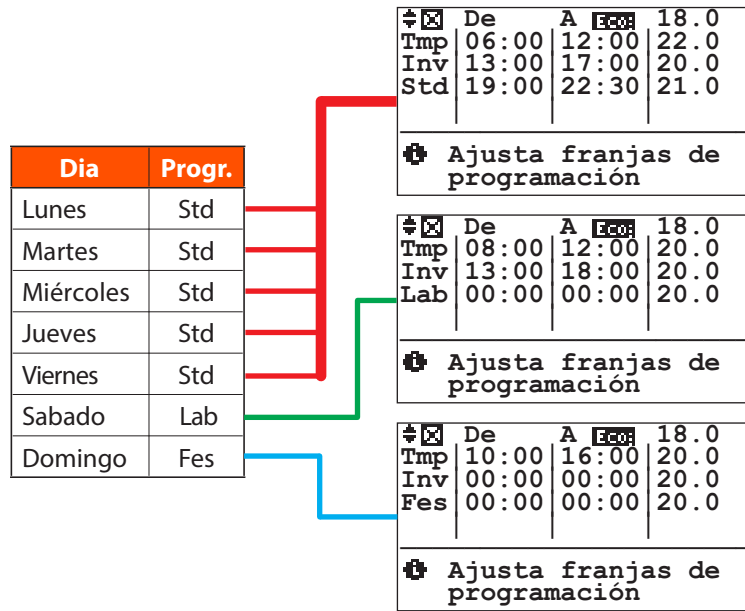 Dia Progr.
Lunes Std
Martes Std
Miércoles Std
Jueves Std
Viernes Std
Sabado Lab
Domingo Fes
De A Eco: 18.0
Tmp 06:00 12:00 22.0
Inv 13:00 17:00 20.0
Std 19:00 22:30 21.0
Ajusta franjas de
programación
De A Eco: 18.0
Tmp 08:00 12:00 20.0
Inv 13:00 18:00 20.0
Lab 00:00 00:00 20.0
Ajusta franjas de
programación
De A Eco: 18.0
Tmp 10:00 16:00 20.0
Inv 00:00 00:00 20.0
Fes 00:00 00:00 20.0
Ajusta franjas de
programación